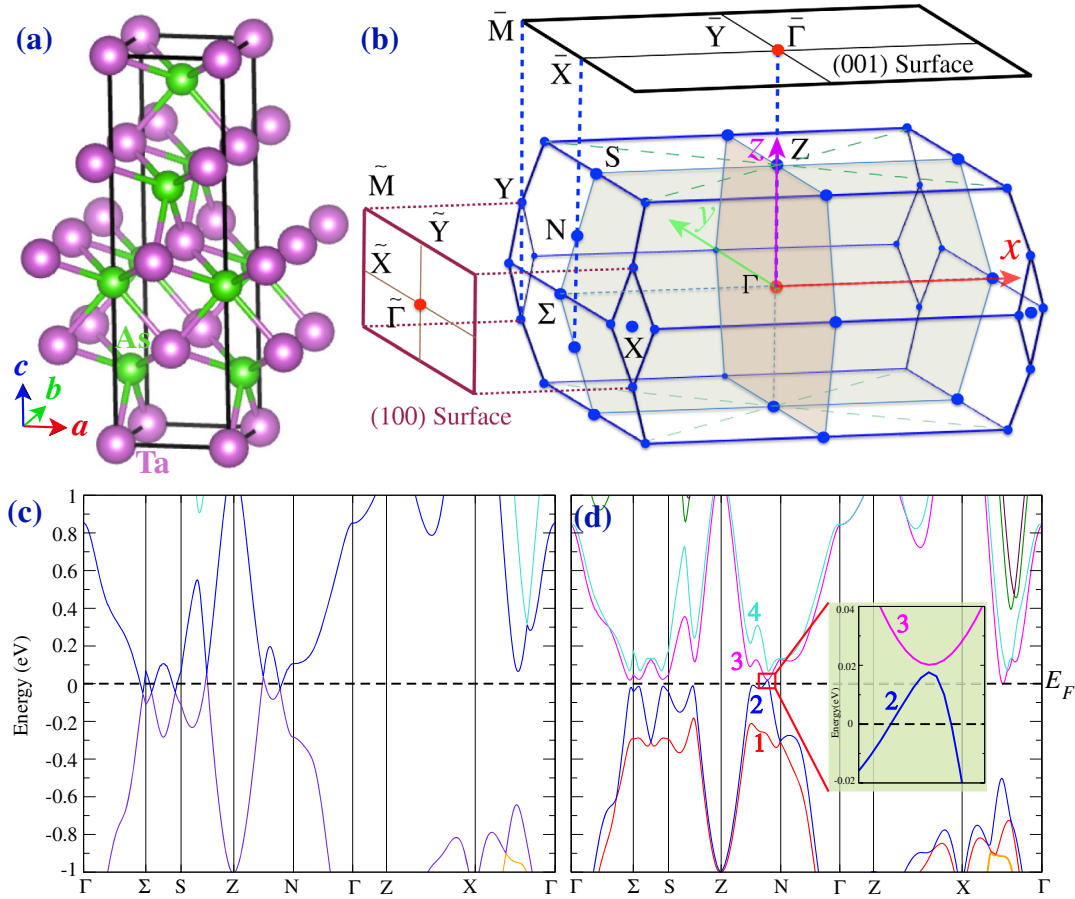 (a)
As
c
b
a
Ta
(b)
M̄
Ȳ
Γ̄
X̄
(001) Surface
z
Z
S
Y
y
M̃
Ỹ
N
x
X̃
Γ
Γ̃
Σ
X
(100) Surface
(c)
1
0.8
0.6
0.4
0.2
0
-0.2
-0.4
-0.6
-0.8
-1
Energy (eV)
Γ Σ S Z N Γ Z X Γ
(d)
4
3
2
1
E_F
0.04
0.02
0
-0.02
Energy(eV)
3
2
Γ Σ S Z N Γ Z X Γ